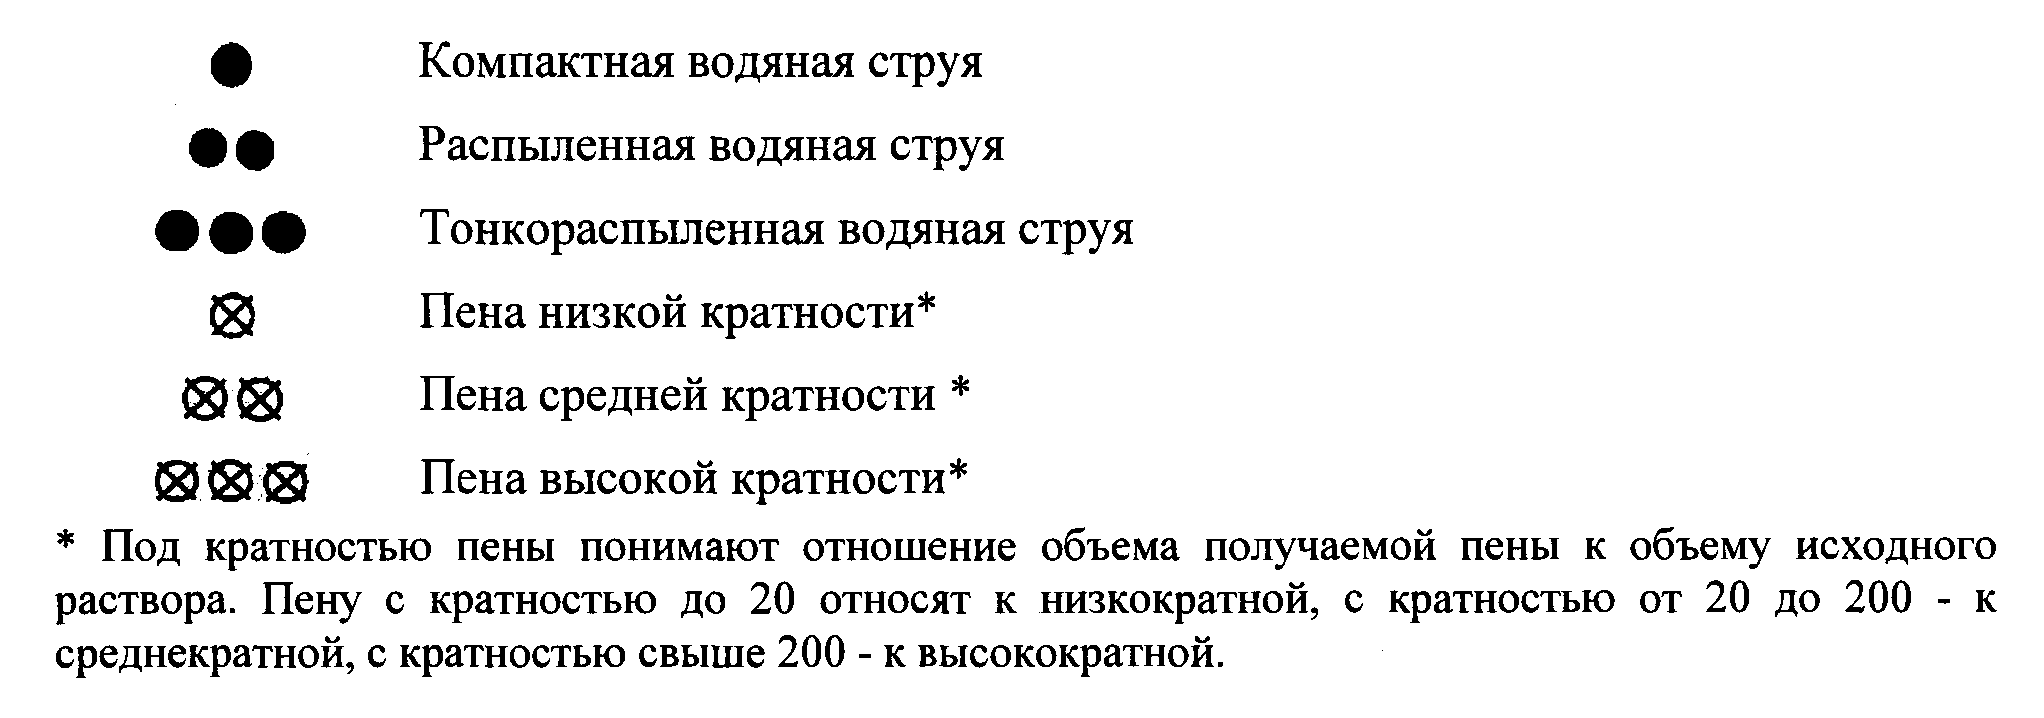 Компактная водяная струя
Распыленная водяная струя
Тонкораспыленная водяная струя
Пена низкой кратности*
Пена средней кратности *
Пена высокой кратности*
* Под кратностью пены понимают отношение объема получаемой пены к объему исходного
раствора. Пену с кратностью до 20 относят к низкократной, с кратностью от 20 до 200 - к
среднекратной, с кратностью свыше 200 - к высокократной.